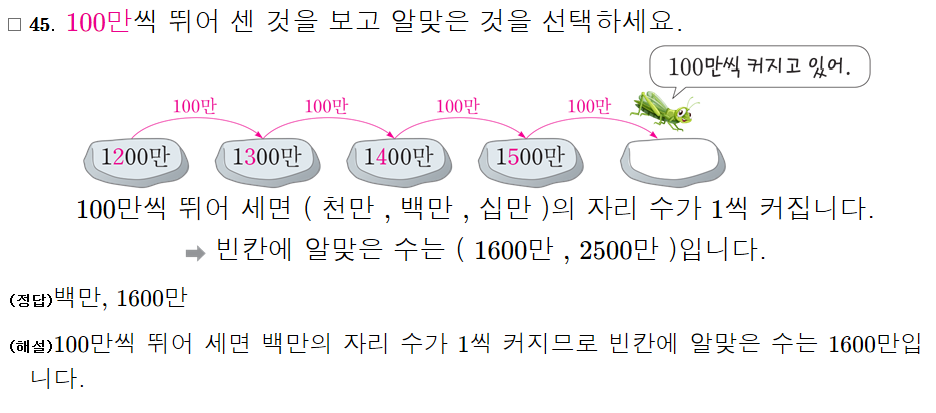 □ 45. 100만씩 뛰어 센 것을 보고 알맞은 것을 선택하세요.
100만씩 커지고 있어.
100만 100만 100만 100만
1200만 1300만 1400만 1500만
100만씩 뛰어 세면 ( 천만 , 백만 , 십만 )의 자리 수가 1씩 커집니다.
➡ 빈칸에 알맞은 수는 ( 1600만 , 2500만 )입니다.
(정답)백만, 1600만
(해설)100만씩 뛰어 세면 백만의 자리 수가 1씩 커지므로 빈칸에 알맞은 수는 1600만입
니다.